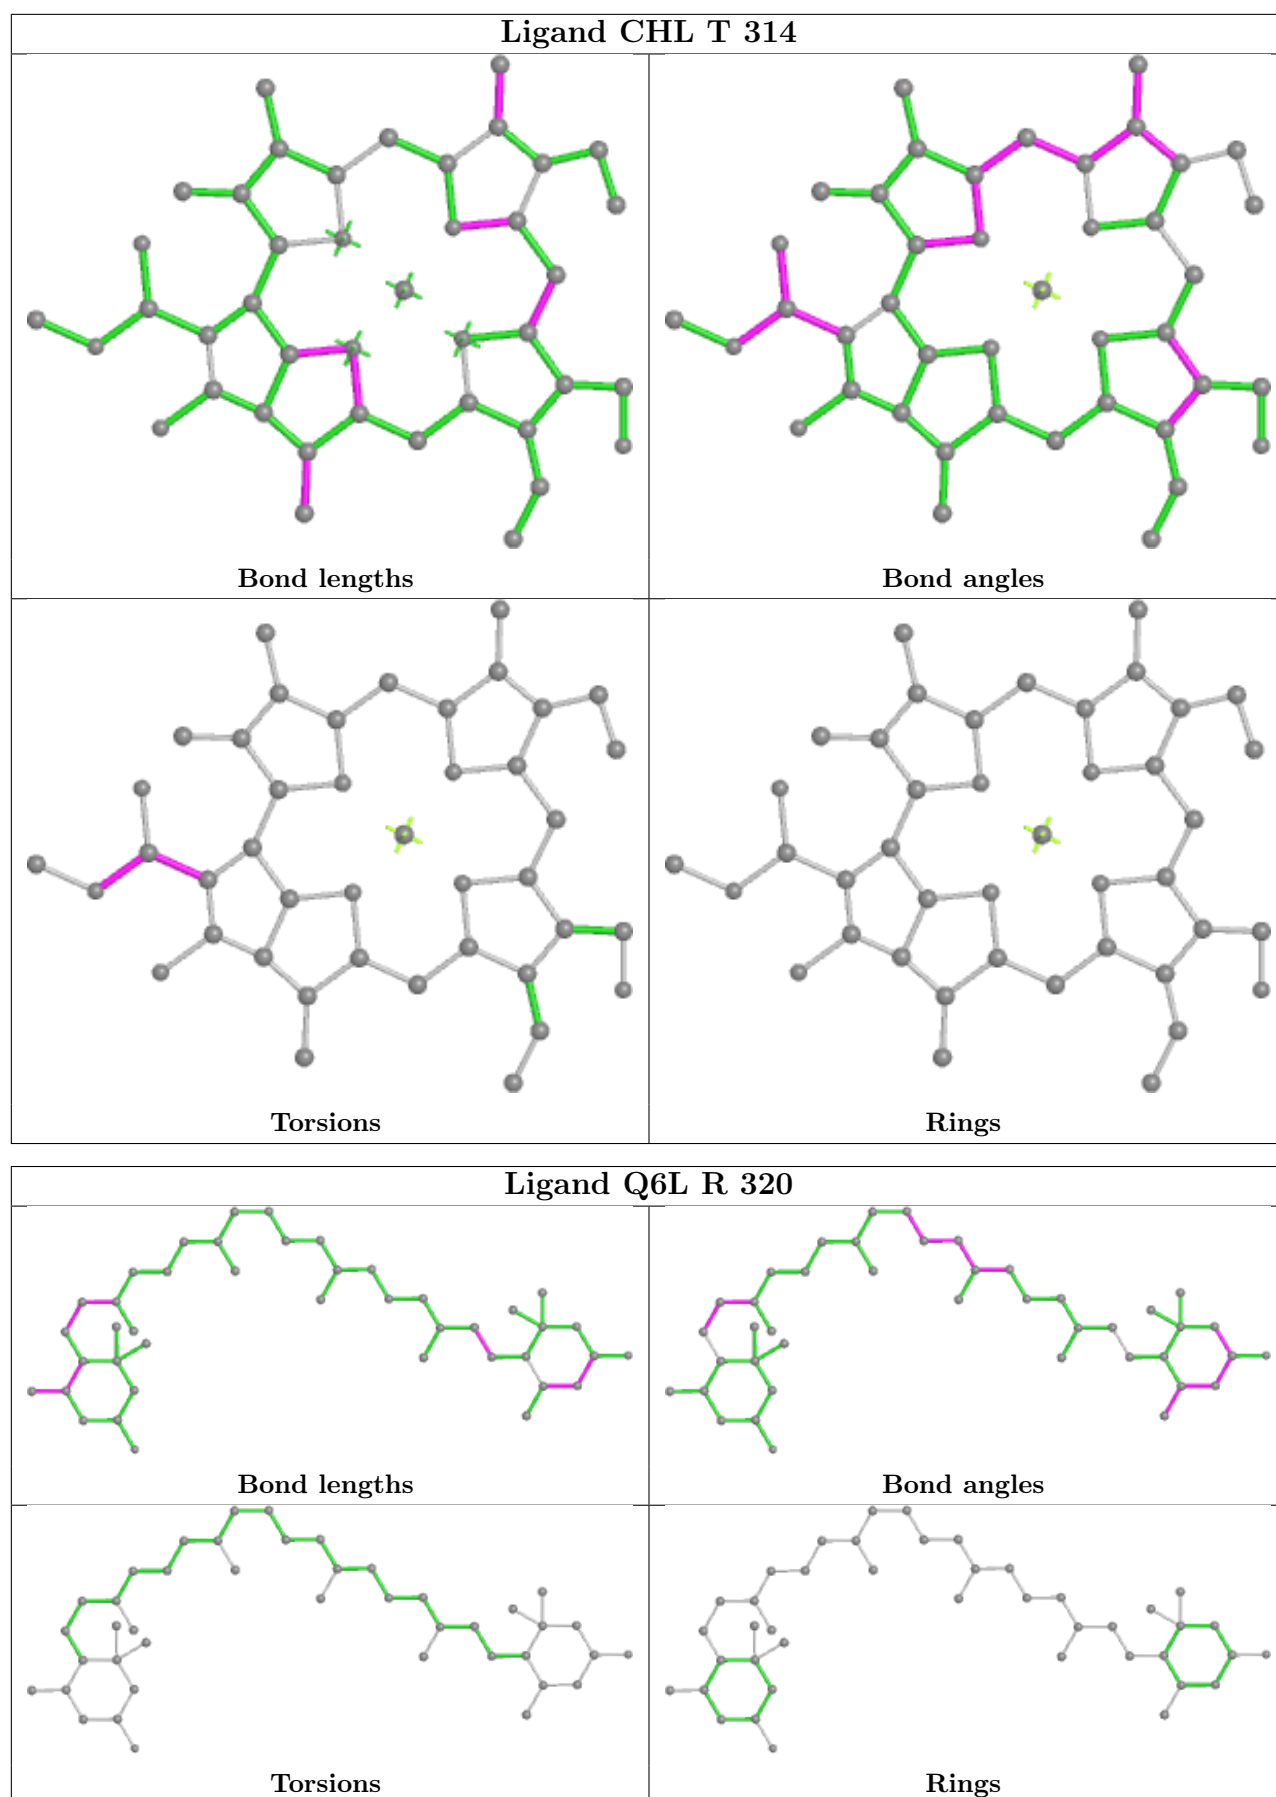 Ligand CHL T 314
Bond lengths
Bond angles
Torsions
Rings
Ligand Q6L R 320
Bond lengths
Bond angles
Torsions
Rings